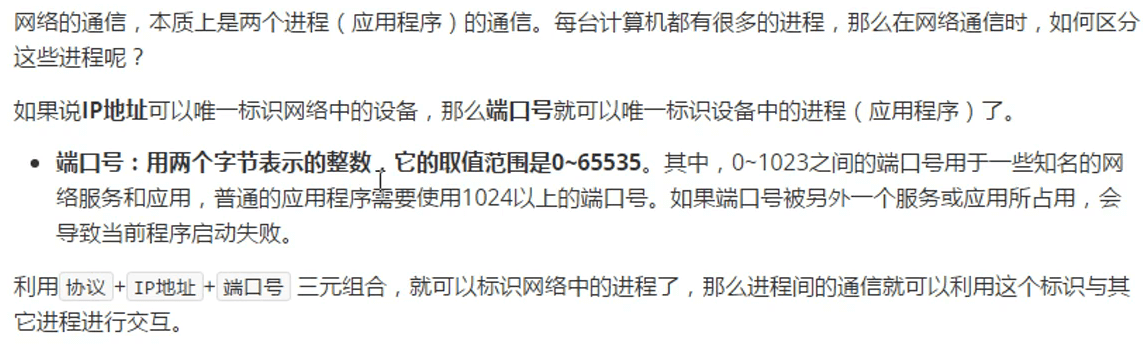 网络的通信，本质上是两个进程（应用程序）的通信。每台计算机都有很多的进程，那么在网络通信时，如何区分
这些进程呢？
如果说IP地址可以唯一标识网络中的设备，那么端口号就可以唯一标识设备中的进程（应用程序）了。
• 端口号：用两个字节表示的整数，它的取值范围是0~65535。其中，0~1023之间的端口号用于一些知名的网
络服务和应用，普通的应用程序需要使用1024以上的端口号。如果端口号被另外一个服务或应用所占用，会
导致当前程序启动失败。
利用 协议 + IP地址 + 端口号 三元组合，就可以标识网络中的进程了，那么进程间的通信就可以利用这个标识与其
它进程进行交互。